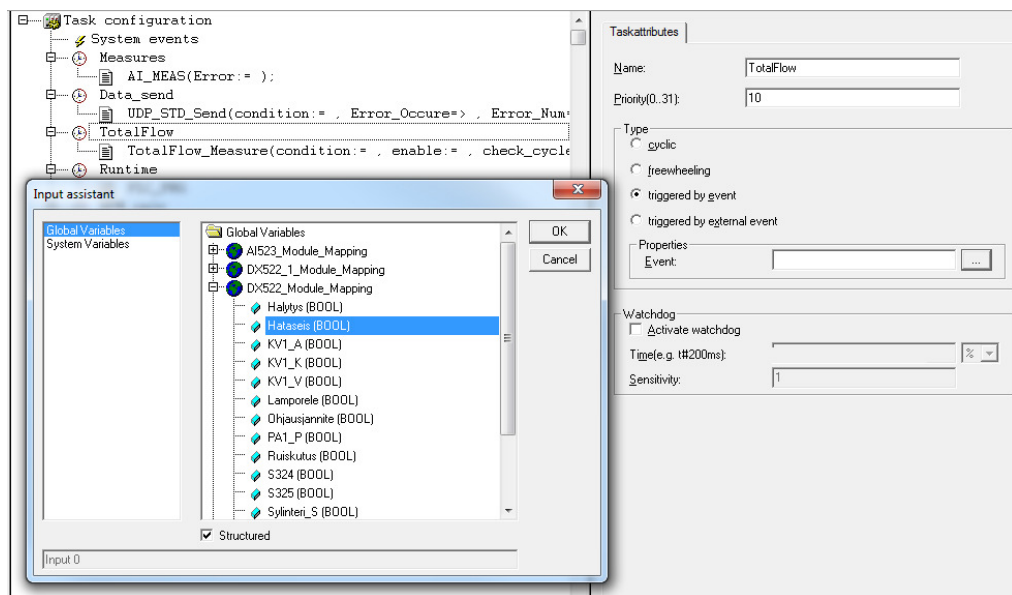 Task configuration
System events
Measures
AI_MEAS(Error:= );
Data_send
UDP_STD_Send(condition:= , Error_Occure=> , Error_Num
TotalFlow
TotalFlow_Measure(condition:= , enable:= , check_cycle
Runtime
Input assistant
Global Variables
System Variables
Global Variables
AI523_Module_Mapping
DX522_1_Module_Mapping
DX522_Module_Mapping
Halytys (BOOL)
Hataseis (BOOL)
KV1_A (BOOL)
KV1_K (BOOL)
KV1_V (BOOL)
Lamporele (BOOL)
Ohjausjannite (BOOL)
PA1_P (BOOL)
Ruiskutus (BOOL)
S324 (BOOL)
S325 (BOOL)
Sylinteri_S (BOOL)
OK
Cancel
Structured
Input 0
Taskattributes
Name: TotalFlow
Priority(0..31): 10
Type
cyclic
freewheeling
triggered by event
triggered by external event
Properties
Event: ...
Watchdog
Activate watchdog
Time(e.g. t#200ms): %
Sensitivity: 1